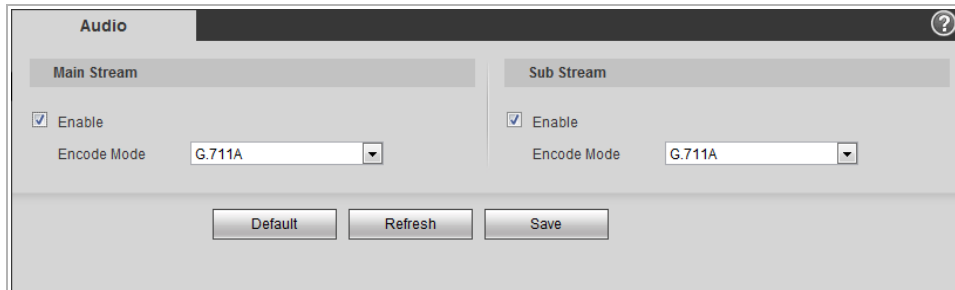 Audio
?
Main Stream
Enable
Encode Mode G.711A
Sub Stream
Enable
Encode Mode G.711A
Default Refresh Save